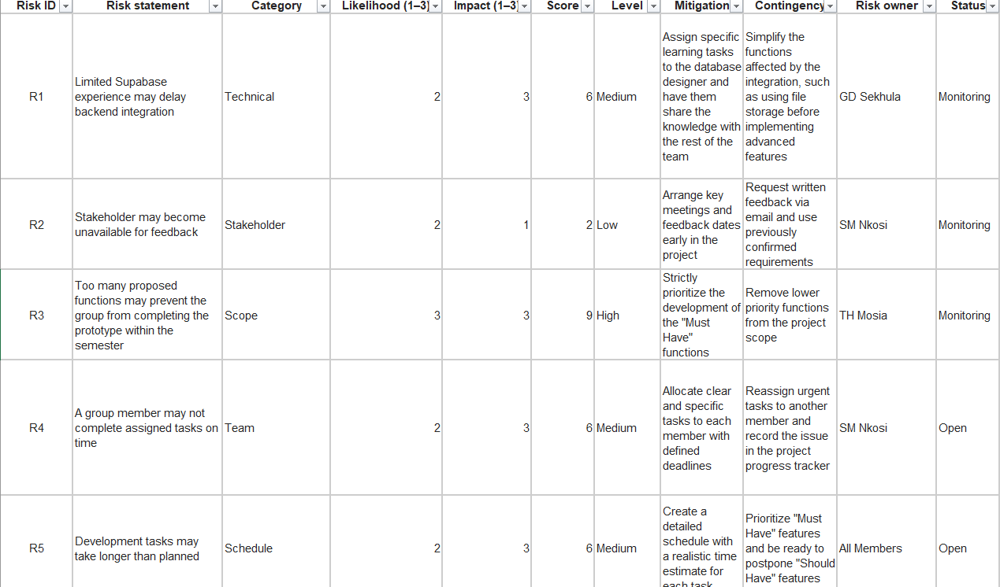 Risk ID Risk statement Category Likelihood (1–3) Impact (1–3) Score Level Mitigation Contingency Risk owner Status
R1
Limited Supabase
experience may delay
backend integration
Technical
2
3
6
Medium
Assign specific
learning tasks
to the database
designer and
have them
share the
knowledge with
the rest of the
team
Simplify the
functions
affected by the
integration, such
as using file
storage before
implementing
advanced
features
GD Sekhula
Monitoring
R2
Stakeholder may become
unavailable for feedback
Stakeholder
2
1
2
Low
Arrange key
meetings and
feedback dates
early in the
project
Request written
feedback via
email and use
previously
confirmed
requirements
SM Nkosi
Monitoring
R3
Too many proposed
functions may prevent the
group from completing the
prototype within the
semester
Scope
3
3
9
High
Strictly
prioritize the
development of
the "Must
Have"
functions
Remove lower
priority functions
from the project
scope
TH Mosia
Monitoring
R4
A group member may not
complete assigned tasks on
time
Team
2
3
6
Medium
Allocate clear
and specific
tasks to each
member with
defined
deadlines
Reassign urgent
tasks to another
member and
record the issue
in the project
progress tracker
SM Nkosi
Open
R5
Development tasks may
take longer than planned
Schedule
2
3
6
Medium
Create a
detailed
schedule with
a realistic time
estimate for
each task
Prioritize "Must
Have" features
and be ready to
postpone "Should
Have" features
All Members
Open